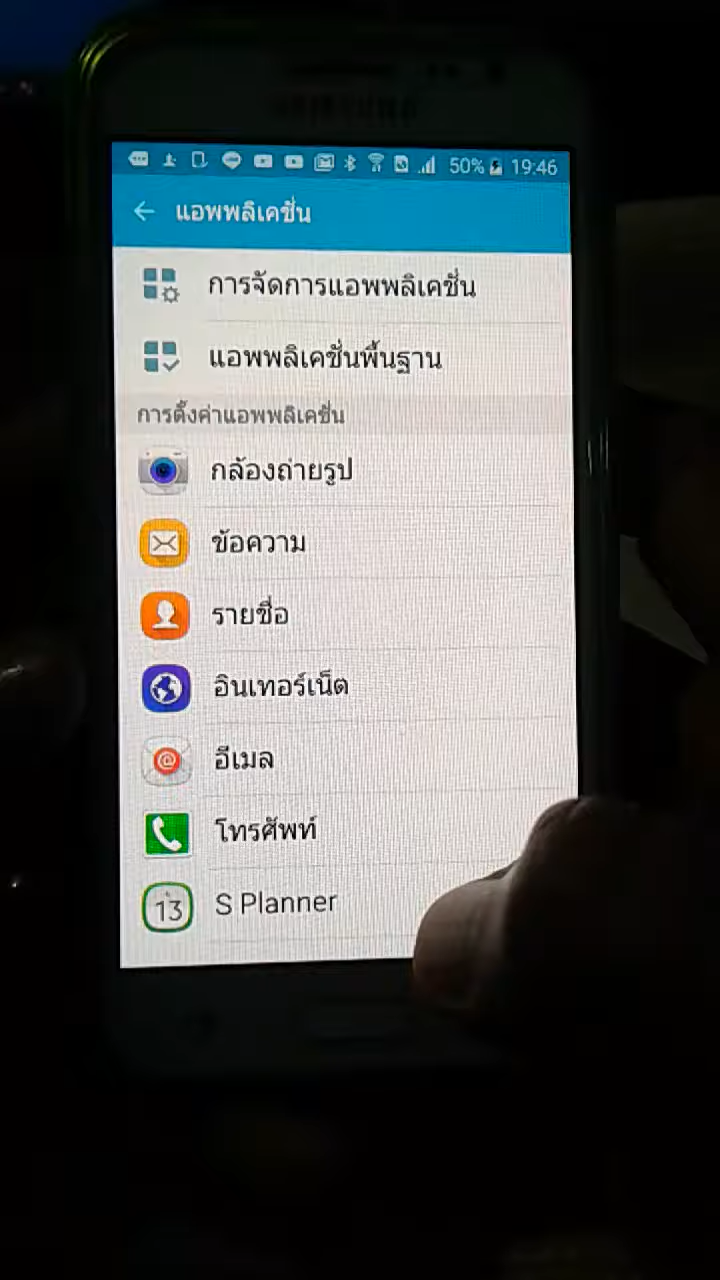 50% 19:46
แอพพลิเคชั่น
การจัดการแอพพลิเคชั่น
แอพพลิเคชั่นพื้นฐาน
การตั้งค่าแอพพลิเคชั่น
กล้องถ่ายรูป
ข้อความ
รายชื่อ
อินเทอร์เน็ต
@ อีเมล
โทรศัพท์
13 S Planner